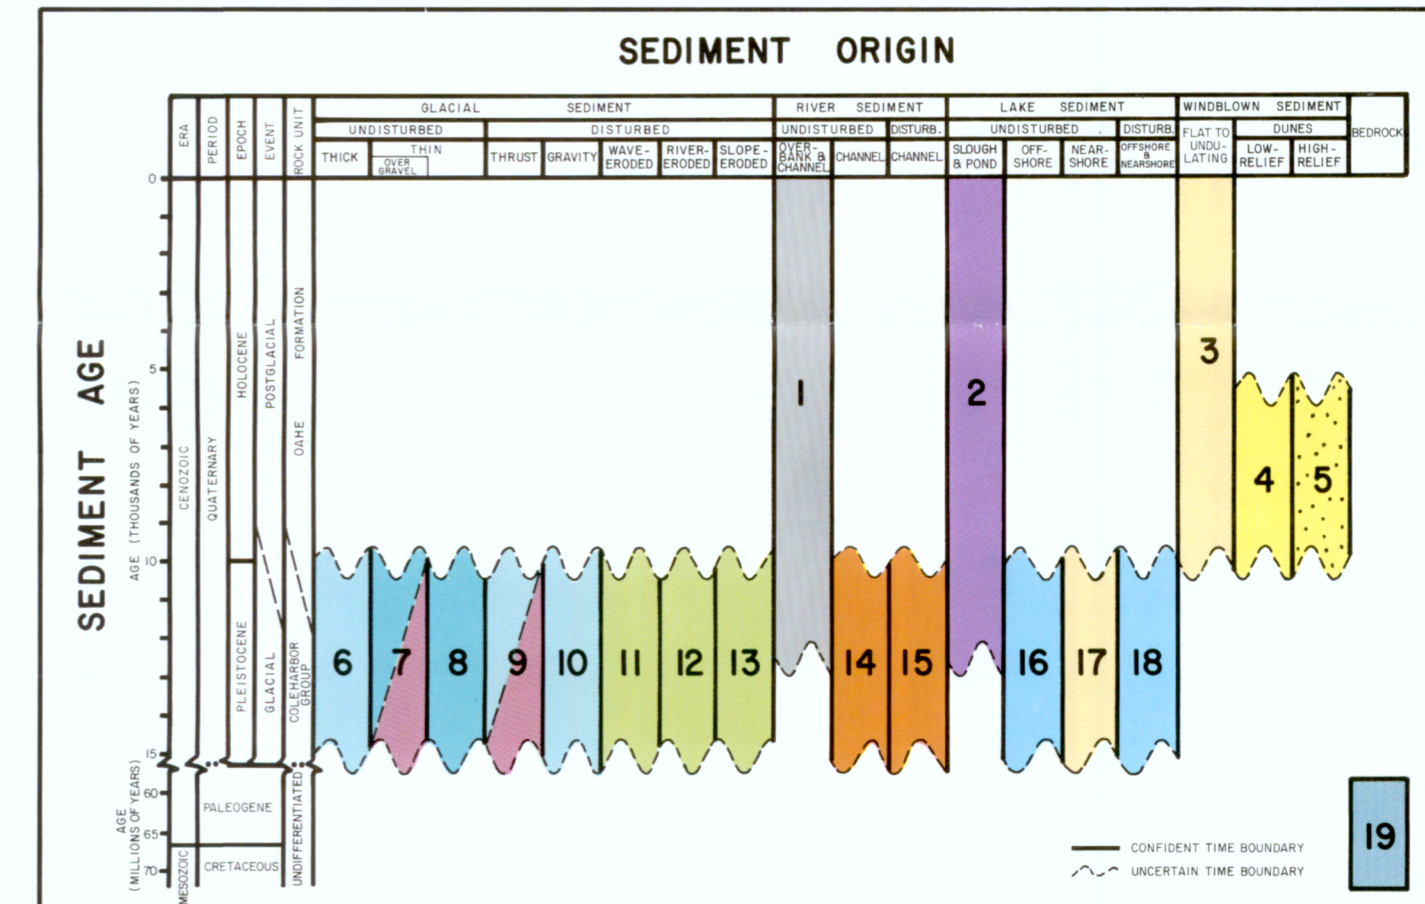 SEDIMENT ORIGIN
ERA
PERIOD
EPOCH
EVENT
ROCK UNIT
GLACIAL SEDIMENT
RIVER SEDIMENT
LAKE SEDIMENT
WINDBLOWN SEDIMENT
BEDROCK
UNDISTURBED
DISTURBED
UNDISTURBED
DISTURB.
UNDISTURBED
DISTURB.
FLAT TO
UNDU-
LATING
DUNES
THICK
THIN
OVER
GRAVEL
THRUST
GRAVITY
WAVE-
ERODED
RIVER-
ERODED
SLOPE-
ERODED
OVER-
BANK &
CHANNEL
CHANNEL
CHANNEL
SLOUGH
& POND
OFF-
SHORE
NEAR-
SHORE
OFFSHORE
&
NEARSHORE
LOW-
RELIEF
HIGH-
RELIEF
SEDIMENT AGE
AGE (THOUSANDS OF YEARS)
0
5
10
15
AGE
(MILLIONS OF YEARS)
60
65
70
CENOZOIC
MESOZOIC
QUATERNARY
PALEOGENE
CRETACEOUS
HOLOCENE
PLEISTOCENE
POSTGLACIAL
GLACIAL
OAHE FORMATION
COLEHARBOR
GROUP
UNDIFFERENTIATED
1
2
3
4
5
6
7
8
9
10
11
12
13
14
15
16
17
18
19
CONFIDENT TIME BOUNDARY
UNCERTAIN TIME BOUNDARY